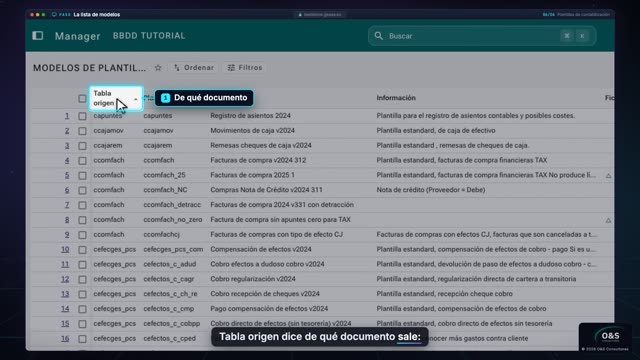 PASO La lista de modelos
Plantillas de contabilización
Manager BBDD TUTORIAL
Buscar
⌘ K
MODELOS DE PLANTIL... Ordenar Filtros
Tabla origen
1 De qué documento
Información
1 capuntes capuntes Registro de asientos 2024 Plantilla para el registro de asientos contables y posibles costes.
2 ccajamov ccajamov Movimientos de caja v2024 Plantilla estandard, de caja de efectivo
3 ccajarem ccajarem Remesas cheques de caja v2024 Plantilla estandard , remesas de cheques de caja.
4 ccomfach ccomfach Facturas de compra v2024 312 Plantilla estandard, facturas de compra financieras TAX
5 ccomfach ccomfach_25 Facturas de compra 2025 1 Plantilla estandard, facturas de compra financieras TAX No produce li...
6 ccomfach ccomfach_NC Compras Nota de Crédito v2024 311 Nota de crédito (Proveedor = Debe)
7 ccomfach ccomfach_detracc Facturas de compra 2024 v331 con detracción
8 ccomfach ccomfach_no_zero Factura de compra sin apuntes cero para TAX
9 ccomfach ccomfachcj Facturas de compras con tipo de efecto CJ Facturas de compras con efectos CJ, facturas que son canceladas a t...
10 cefecges_pcs cefecges_pcs_com Compensación de efectos v2024 Plantilla estandard, compensación de efectos de cobro - pago Si es u...
11 cefecges_pcs cefectos_c_adud Cobro efectos a dudoso cobro v2024 Plantilla estandard, devolución de paso de efectos de efectos a dudo...
12 cefecges_pcs cefectos_c_cagr Cobro regularización v2024 Plantilla estandard, regularización directa de cartera a transitoria
13 cefecges_pcs cefectos_c_ch_re Cobro recepción de cheques v2024 Plantilla estandard, recepción cheque cobro
14 cefecges_pcs cefectos_c_cmp Pago compensación de efectos v2024 Plantilla estandard, compensación de efectos de cobro
15 cefecges_pcs cefectos_c_cobpp Cobro directo de efectos (sin tesorería) Plantilla estandard, cobro directo de efectos sin tesorería
16 cefecges_pcs cefectos_c_cped
Tabla origen dice de qué documento sale:
O&S
© 2026 O&S Consultores